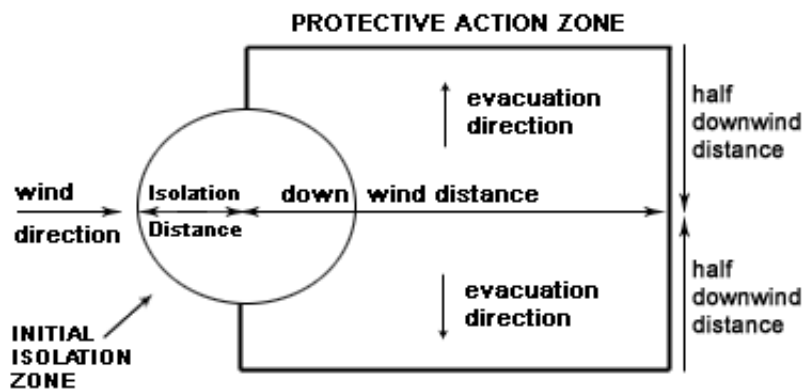 PROTECTIVE ACTION ZONE
evacuation
direction
half
downwind
distance
wind
direction
Isolation
Distance
down wind distance
evacuation
direction
half
downwind
distance
INITIAL
ISOLATION
ZONE